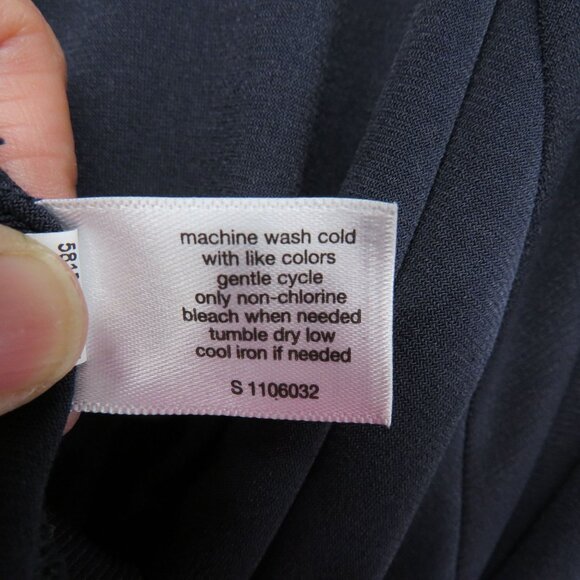 machine wash cold
with like colors
gentle cycle
only non-chlorine
bleach when needed
tumble dry low
cool iron if needed
S 1106032